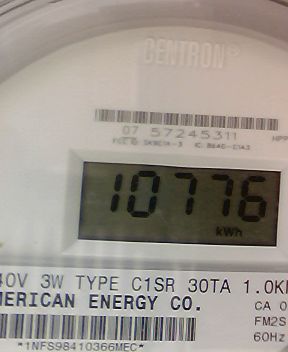 CENTRON®
07 57245311
10776
kWh
40V 3W TYPE C1SR 30TA 1.0K
MERICAN ENERGY CO.
CA 0
FM2S
60Hz
*1NFS98410366MEC*